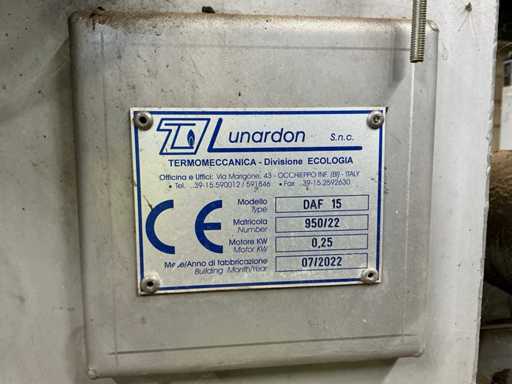 Lunardon S.n.c.
TERMOMECCANICA - Divisione ECOLOGIA
Officina e Uffici: Via Marigone, 43 - OCCHIEPPO INF. (BI) - ITALY
• Tel. ..39-15.590012 / 591846 • Fax ..39-15.2592630
Modello DAF 15
Type
Matricola 950/22
Number
Motore KW 0,25
Motor KW
Mese/Anno di fabbricazione 07/2022
Building Month/Year
CE